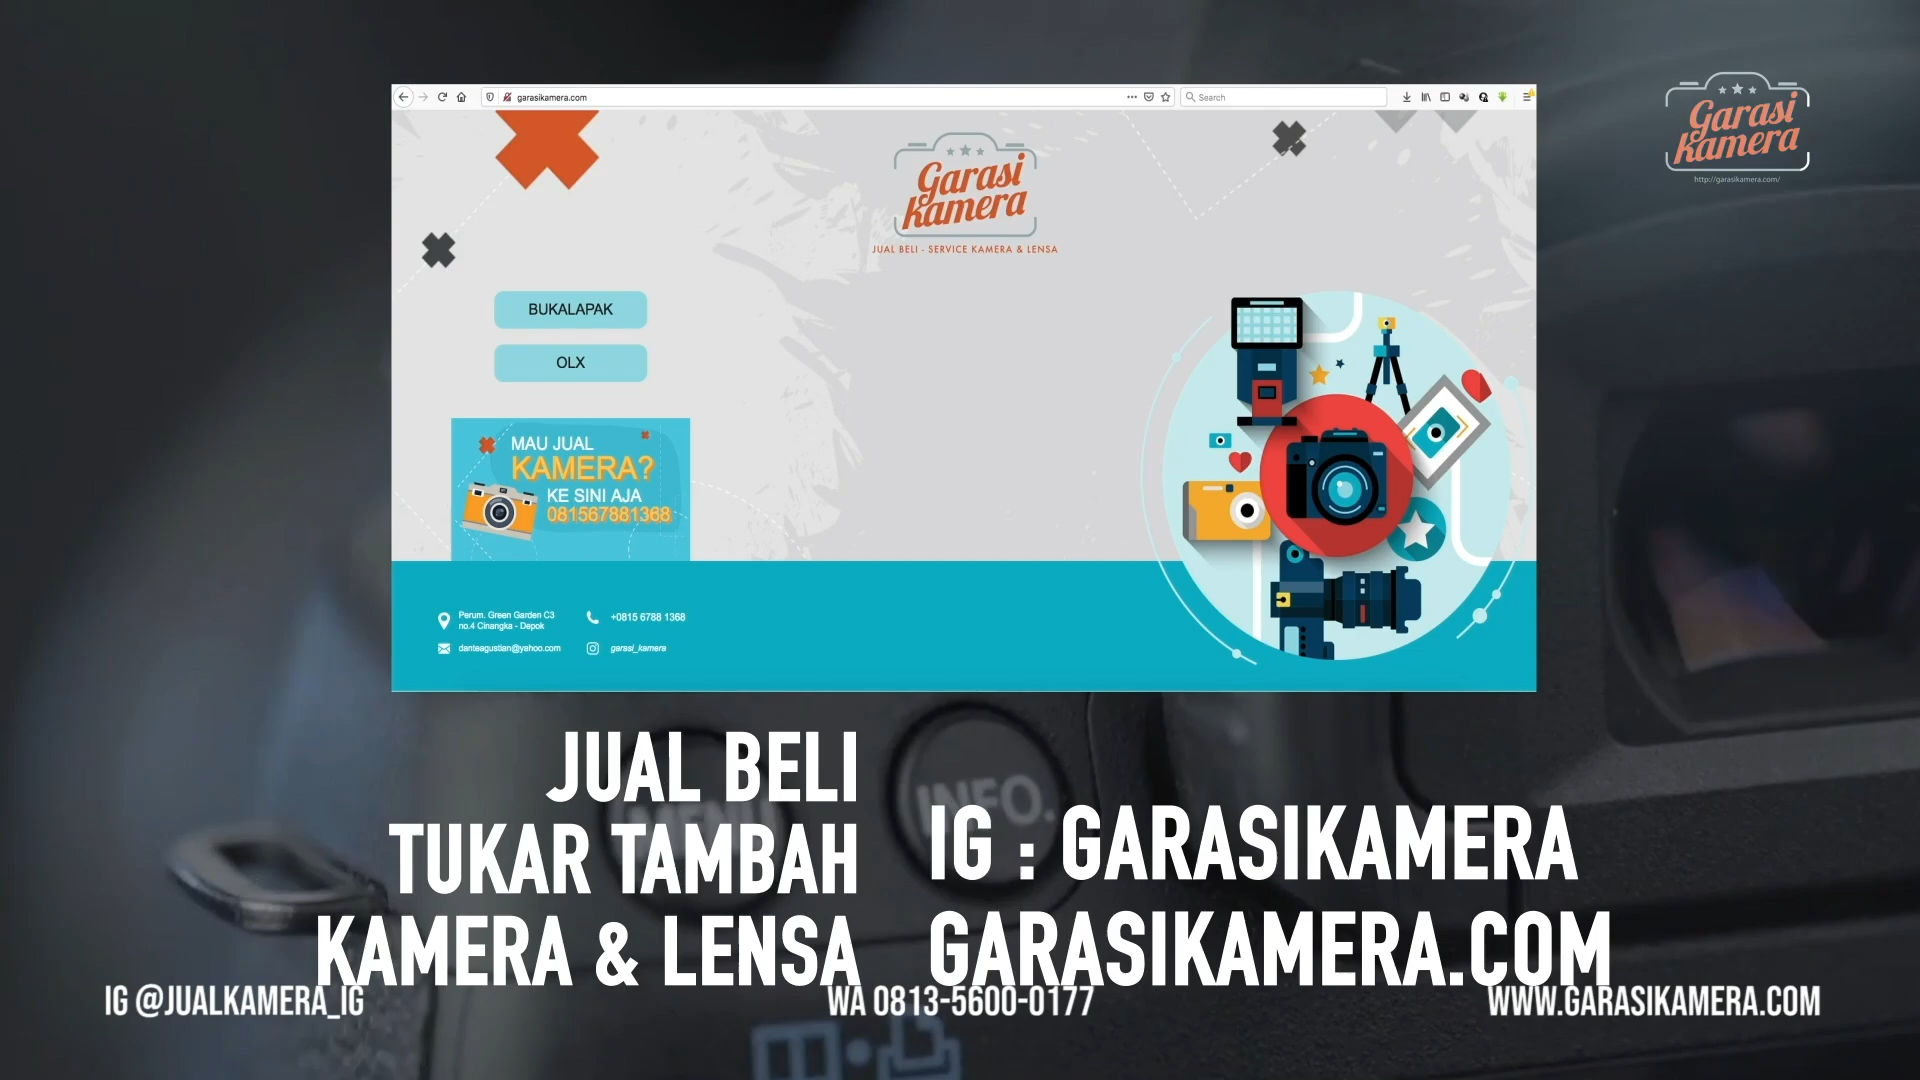 garasikamera.com
Search
Garasi
kamera
http://garasikamera.com/
Garasi
kamera
JUAL BELI - SERVICE KAMERA & LENSA
BUKALAPAK
OLX
MAU JUAL
KAMERA?
KE SINI AJA
081567881368
Perum. Green Garden C3
no.4 Cinangka - Depok
+0815 6788 1368
danteagustian@yahoo.com
garasi_kamera
JUAL BELI
TUKAR TAMBAH
KAMERA & LENSA
IG : GARASIKAMERA
GARASIKAMERA.COM
MENU
INFO.
IG @JUALKAMERA_IG
WA 0813-5600-0177
WWW.GARASIKAMERA.COM